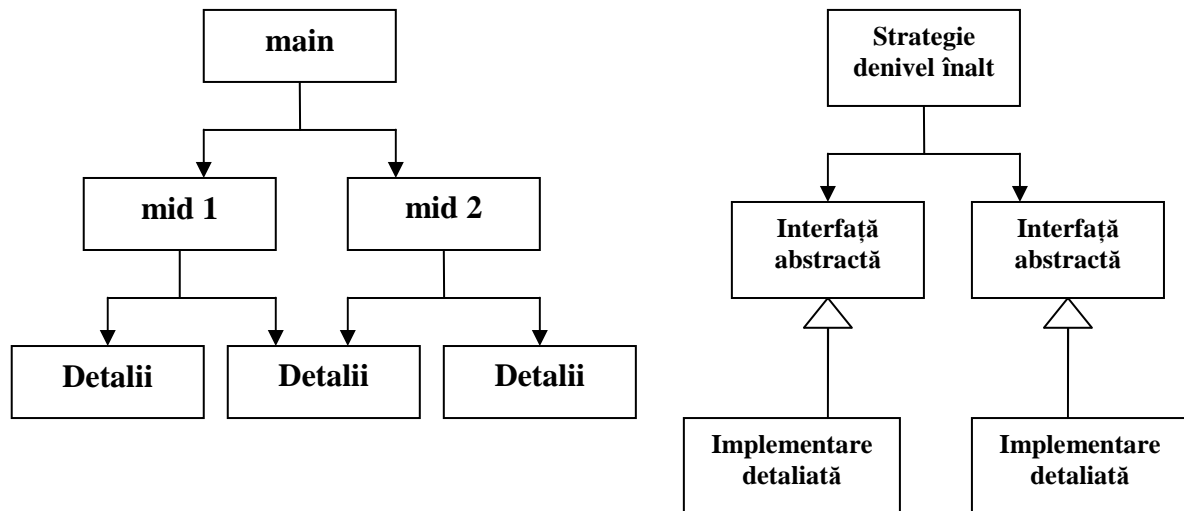 main
mid 1
mid 2
Detalii
Detalii
Detalii
Strategie
denivel înalt
Interfață
abstractă
Interfață
abstractă
Implementare
detaliată
Implementare
detaliată